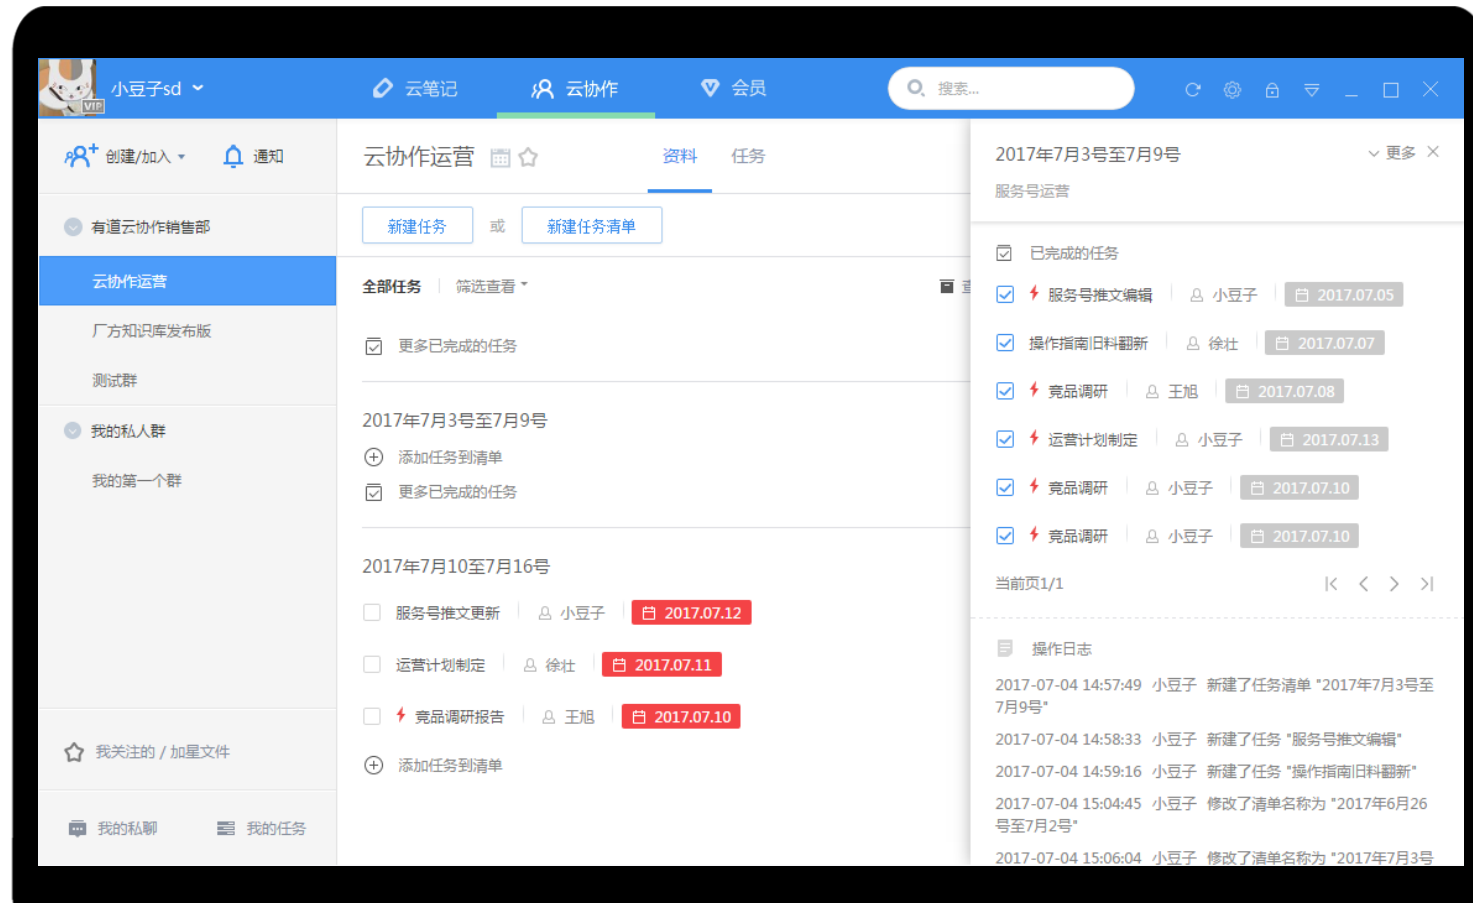 小豆子sd
VIP
云笔记
云协作
会员
搜索...
创建/加入
通知
有道云协作销售部
云协作运营
厂方知识库发布版
测试群
我的私人群
我的第一个群
我关注的 / 加星文件
我的私聊
我的任务
云协作运营
资料
任务
新建任务 或 新建任务清单
全部任务 筛选查看
更多已完成的任务
2017年7月3号至7月9号
添加任务到清单
更多已完成的任务
2017年7月10至7月16号
服务号推文更新 小豆子 2017.07.12
运营计划制定 徐壮 2017.07.11
竞品调研报告 王旭 2017.07.10
添加任务到清单
2017年7月3号至7月9号 更多
服务号运营
已完成的任务
服务号推文编辑 小豆子 2017.07.05
操作指南旧料翻新 徐壮 2017.07.07
竞品调研 王旭 2017.07.08
运营计划制定 小豆子 2017.07.13
竞品调研 小豆子 2017.07.10
竞品调研 小豆子 2017.07.10
当前页1/1
操作日志
2017-07-04 14:57:49 小豆子 新建了任务清单 "2017年7月3号至
7月9号"
2017-07-04 14:58:33 小豆子 新建了任务 "服务号推文编辑"
2017-07-04 14:59:16 小豆子 新建了任务 "操作指南旧料翻新"
2017-07-04 15:04:45 小豆子 修改了清单名称为 "2017年6月26
号至7月2号"
2017-07-04 15:06:04 小豆子 修改了清单名称为 "2017年7月3号